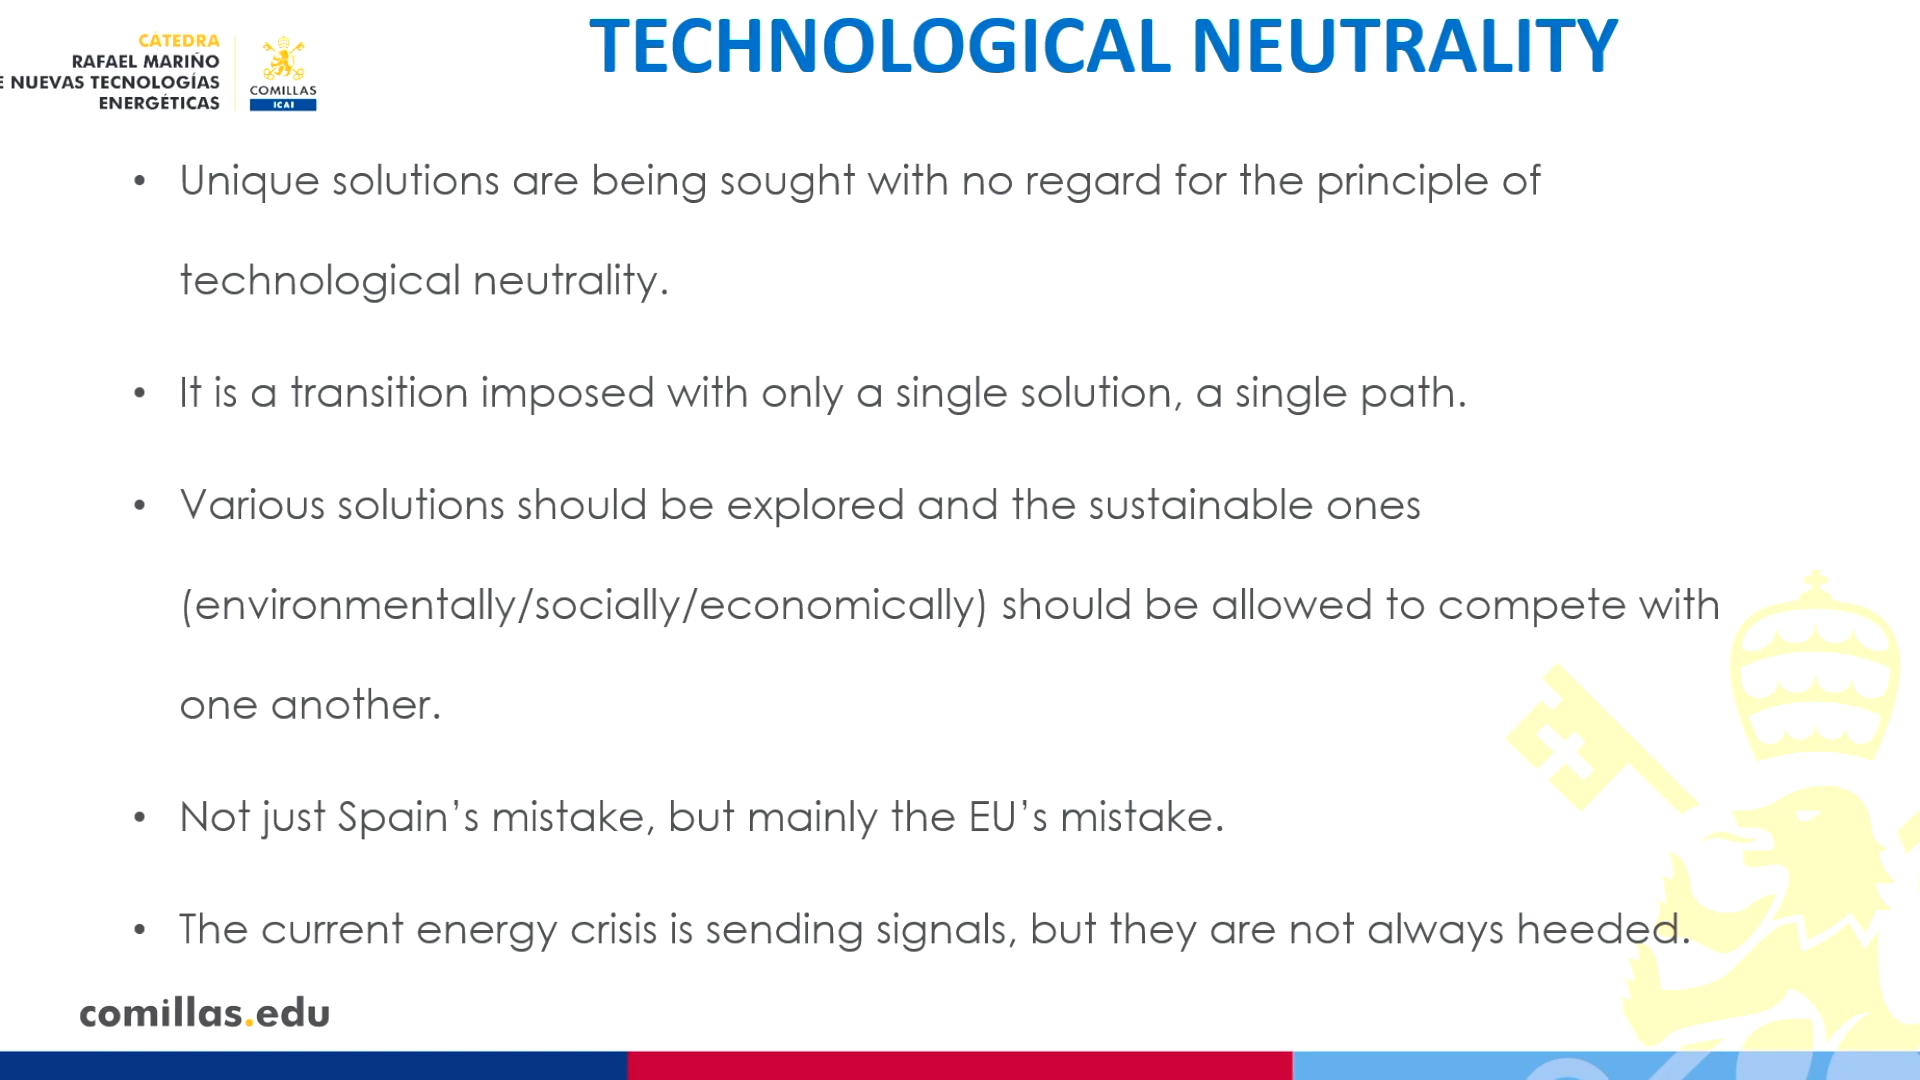 CÁTEDRA
RAFAEL MARIÑO
E NUEVAS TECNOLOGÍAS
ENERGÉTICAS
COMILLAS
ICAI
TECHNOLOGICAL NEUTRALITY
• Unique solutions are being sought with no regard for the principle of
technological neutrality.
• It is a transition imposed with only a single solution, a single path.
• Various solutions should be explored and the sustainable ones
(environmentally/socially/economically) should be allowed to compete with
one another.
• Not just Spain’s mistake, but mainly the EU’s mistake.
• The current energy crisis is sending signals, but they are not always heeded.
comillas.edu